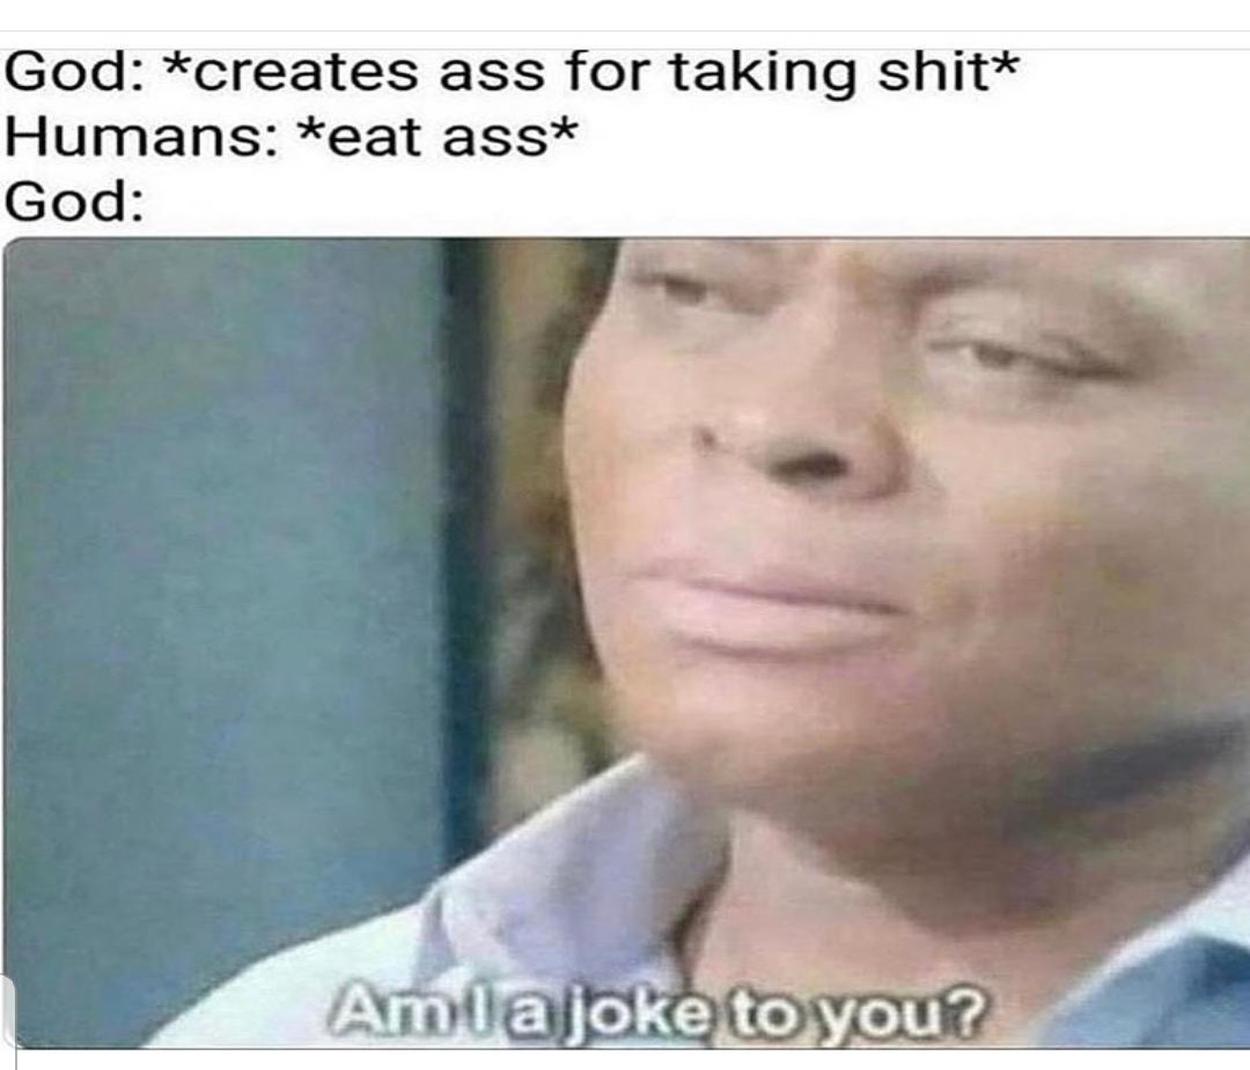 God: *creates ass for taking shit*
Humans: *eat ass*
God:
Am I a joke to you?